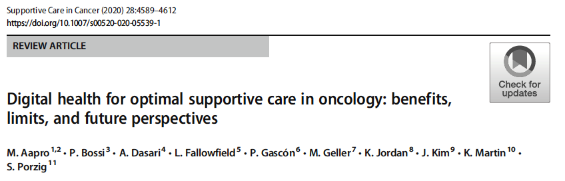 Supportive Care in Cancer (2020) 28:4589–4612
https://doi.org/10.1007/s00520-020-05539-1
REVIEW ARTICLE
Check for
updates
Digital health for optimal supportive care in oncology: benefits,
limits, and future perspectives
M. Aapro 1,2 • P. Bossi 3 • A. Dasari 4 • L. Fallowfield 5 • P. Gascón 6 • M. Geller 7 • K. Jordan 8 • J. Kim 9 • K. Martin 10 •
S. Porzig 11